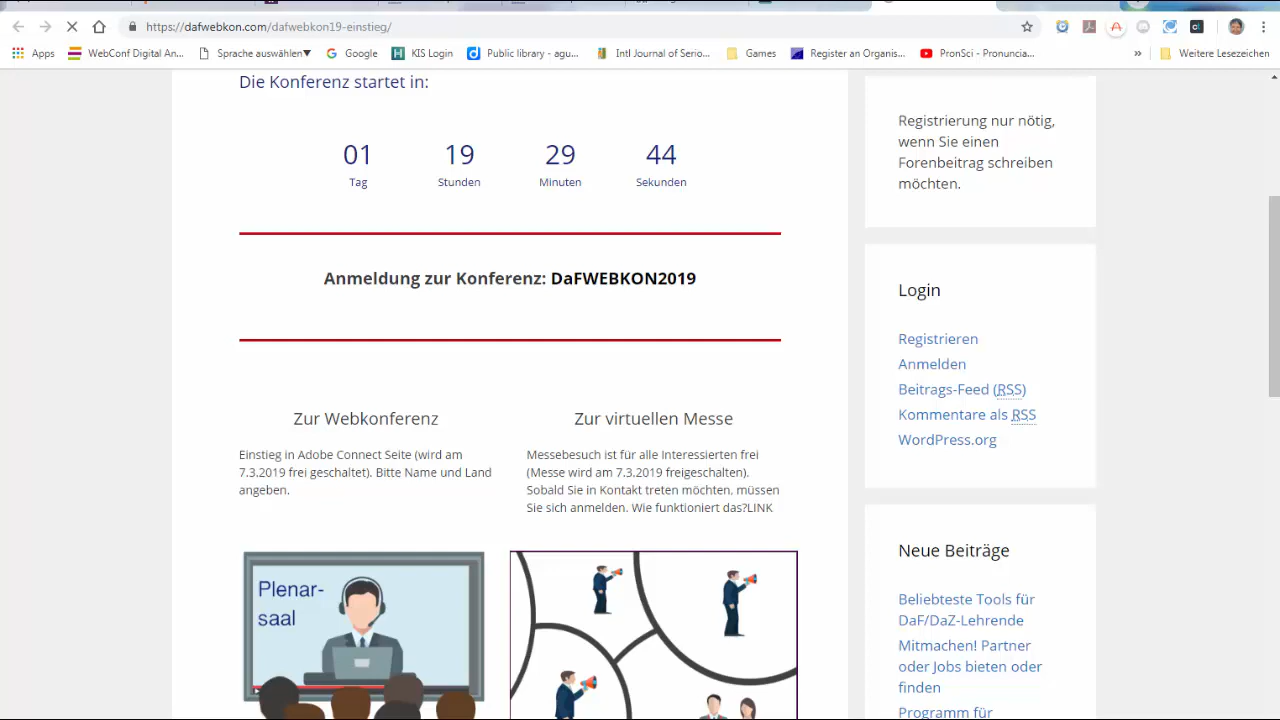 https://dafwebkon.com/dafwebkon19-einstieg/
Apps
WebConf Digital An...
Sprache auswählen▼
Google
KIS Login
Public library - agu...
Intl Journal of Serio...
Games
Register an Organis...
PronSci - Pronuncia...
»
Weitere Lesezeichen
Die Konferenz startet in:
01 19 29 44
Tag Stunden Minuten Sekunden
Anmeldung zur Konferenz: DaFWEBKON2019
Zur Webkonferenz
Einstieg in Adobe Connect Seite (wird am
7.3.2019 frei geschaltet). Bitte Name und Land
angeben.
Plenar-
saal
Zur virtuellen Messe
Messebesuch ist für alle Interessierten frei
(Messe wird am 7.3.2019 freigeschalten).
Sobald Sie in Kontakt treten möchten, müssen
Sie sich anmelden. Wie funktioniert das?LINK
Registrierung nur nötig,
wenn Sie einen
Forenbeitrag schreiben
möchten.
Login
Registrieren
Anmelden
Beitrags-Feed (RSS)
Kommentare als RSS
WordPress.org
Neue Beiträge
Beliebteste Tools für
DaF/DaZ-Lehrende
Mitmachen! Partner
oder Jobs bieten oder
finden
Programm für